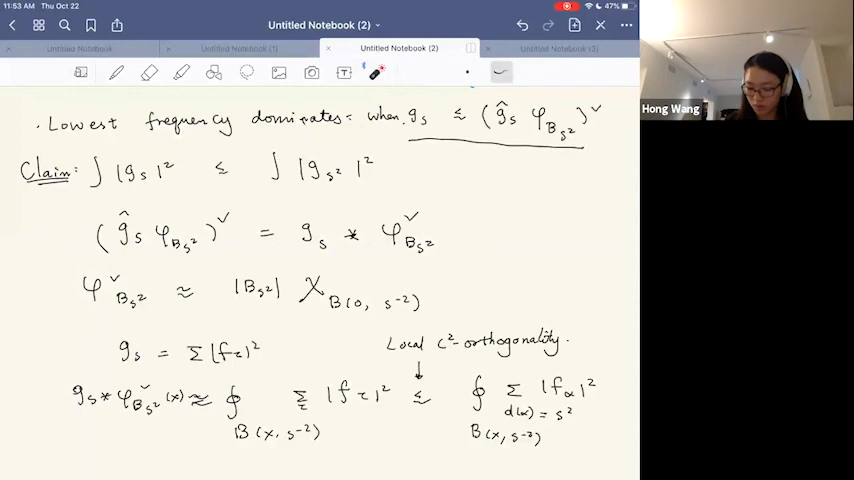 11:53 AM Thu Oct 22
47%
Untitled Notebook (2)
Untitled Notebook
Untitled Notebook (1)
Untitled Notebook (2)
Untitled Notebook (3)
Hong Wang
· Lowest frequency dominates = when g_s ≲ (ĝ_s φ_{B_{s^2}})^∨
Claim: ∫ |g_s|^2 ≲ ∫ |g_{s^2}|^2
(ĝ_s φ_{B_{s^2}})^∨ = g_s * φ^∨_{B_{s^2}}
φ^∨_{B_{s^2}} ≈ |B_{s^2}| χ_{B(0, s^{-2})}
g_s = Σ |f_τ|^2
Local L^2-orthogonality.
g_s * φ^∨_{B_{s^2}}(x) ≈ ⨍_{B(x, s^{-2})} Σ_τ |f_τ|^2 ≲ ⨍_{B(x, s^{-2})} Σ_{d(α) = s^2} |f_α|^2